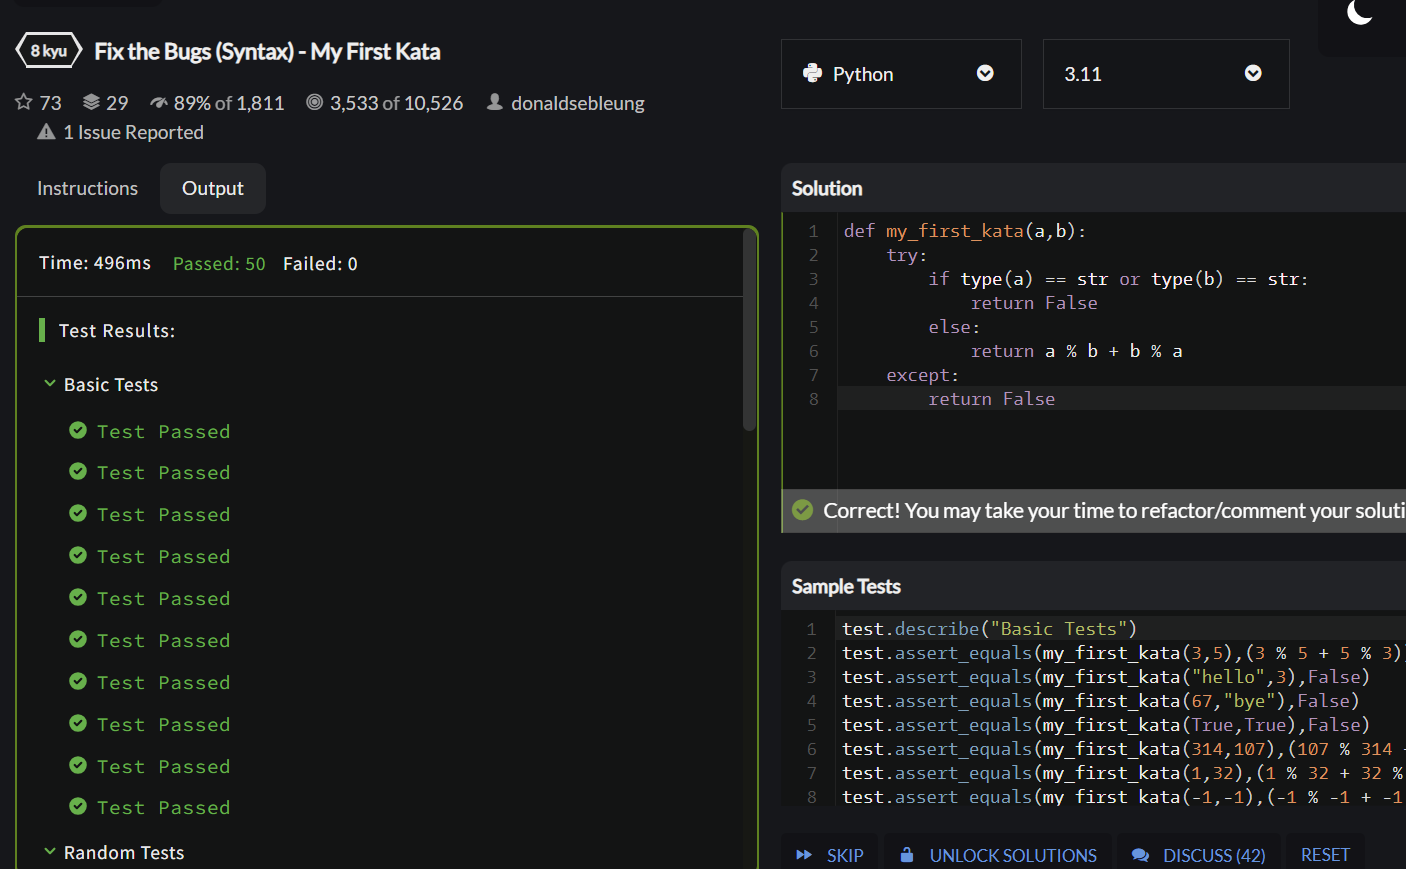 8 kyu
Fix the Bugs (Syntax) - My First Kata
73 29 89% of 1,811 3,533 of 10,526 donaldsebleung
1 Issue Reported
Python
3.11
Instructions
Output
Time: 496ms Passed: 50 Failed: 0
Test Results:
Basic Tests
Test Passed
Test Passed
Test Passed
Test Passed
Test Passed
Test Passed
Test Passed
Test Passed
Test Passed
Test Passed
Random Tests
Solution
1 def my_first_kata(a,b):
2     try:
3         if type(a) == str or type(b) == str:
4             return False
5         else:
6             return a % b + b % a
7     except:
8         return False
Correct! You may take your time to refactor/comment your soluti
Sample Tests
1 test.describe("Basic Tests")
2 test.assert_equals(my_first_kata(3,5),(3 % 5 + 5 % 3)
3 test.assert_equals(my_first_kata("hello",3),False)
4 test.assert_equals(my_first_kata(67,"bye"),False)
5 test.assert_equals(my_first_kata(True,True),False)
6 test.assert_equals(my_first_kata(314,107),(107 % 314 
7 test.assert_equals(my_first_kata(1,32),(1 % 32 + 32 %
8 test.assert_equals(my_first_kata(-1,-1),(-1 % -1 + -1
SKIP
UNLOCK SOLUTIONS
DISCUSS (42)
RESET